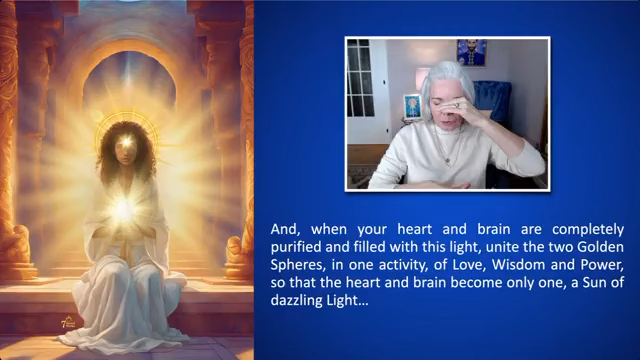 And, when your heart and brain are completely
purified and filled with this light, unite the two Golden
Spheres, in one activity, of Love, Wisdom and Power,
so that the heart and brain become only one, a Sun of
dazzling Light...